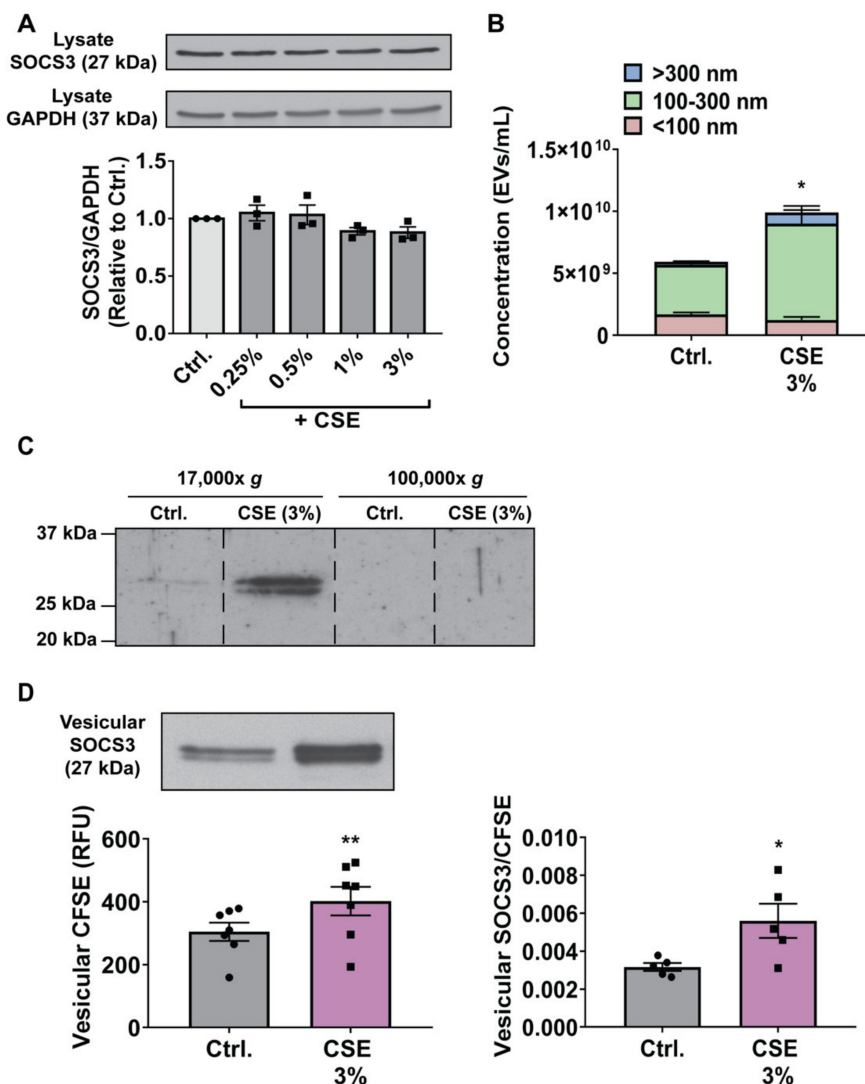 A
Lysate
SOCS3 (27 kDa)
Lysate
GAPDH (37 kDa)
SOCS3/GAPDH
(Relative to Ctrl.)
1.5
1.0
0.5
0.0
Ctrl.
0.25%
0.5%
1%
3%
+ CSE
B
>300 nm
100-300 nm
<100 nm
Concentration (EVs/mL)
1.5×10¹⁰
1×10¹⁰
5×10⁹
0
*
Ctrl.
CSE
3%
C
17,000x g
100,000x g
Ctrl.
CSE (3%)
Ctrl.
CSE (3%)
37 kDa
25 kDa
20 kDa
D
Vesicular
SOCS3
(27 kDa)
Vesicular CFSE (RFU)
600
400
200
0
**
Ctrl.
CSE
3%
Vesicular SOCS3/CFSE
0.010
0.008
0.006
0.004
0.002
0.000
*
Ctrl.
CSE
3%